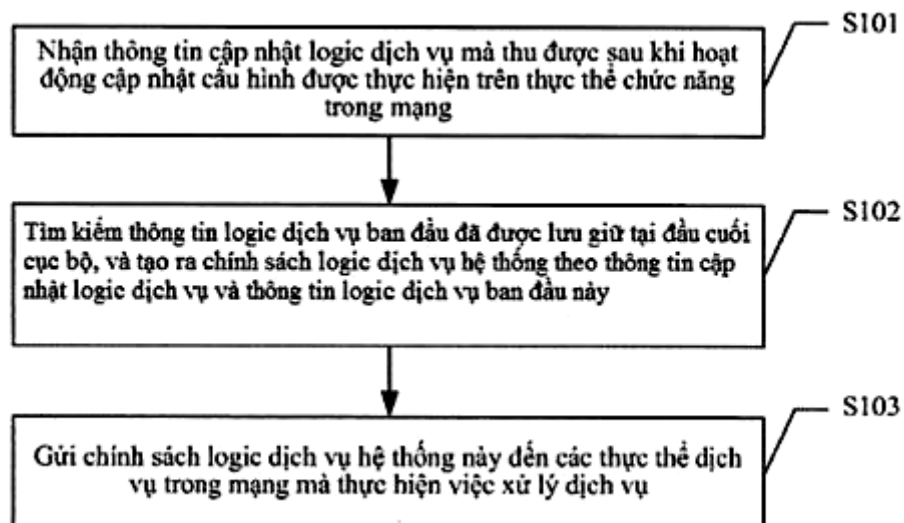 S101
Nhận thông tin cập nhật logic dịch vụ mà thu được sau khi hoạt
động cập nhật cấu hình được thực hiện trên thực thể chức năng
trong mạng
S102
Tìm kiếm thông tin logic dịch vụ ban đầu đã được lưu giữ tại đầu cuối
cục bộ, và tạo ra chính sách logic dịch vụ hệ thống theo thông tin cập
nhật logic dịch vụ và thông tin logic dịch vụ ban đầu này
S103
Gửi chính sách logic dịch vụ hệ thống này đến các thực thể dịch
vụ trong mạng mà thực hiện việc xử lý dịch vụ